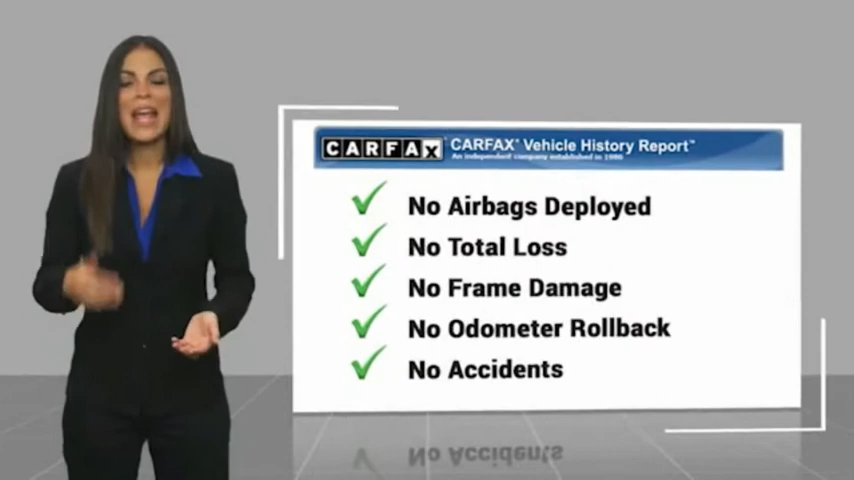 CARFAX CARFAX Vehicle History Report™
An independent company established in 1986
No Airbags Deployed
No Total Loss
No Frame Damage
No Odometer Rollback
No Accidents
No Accidents